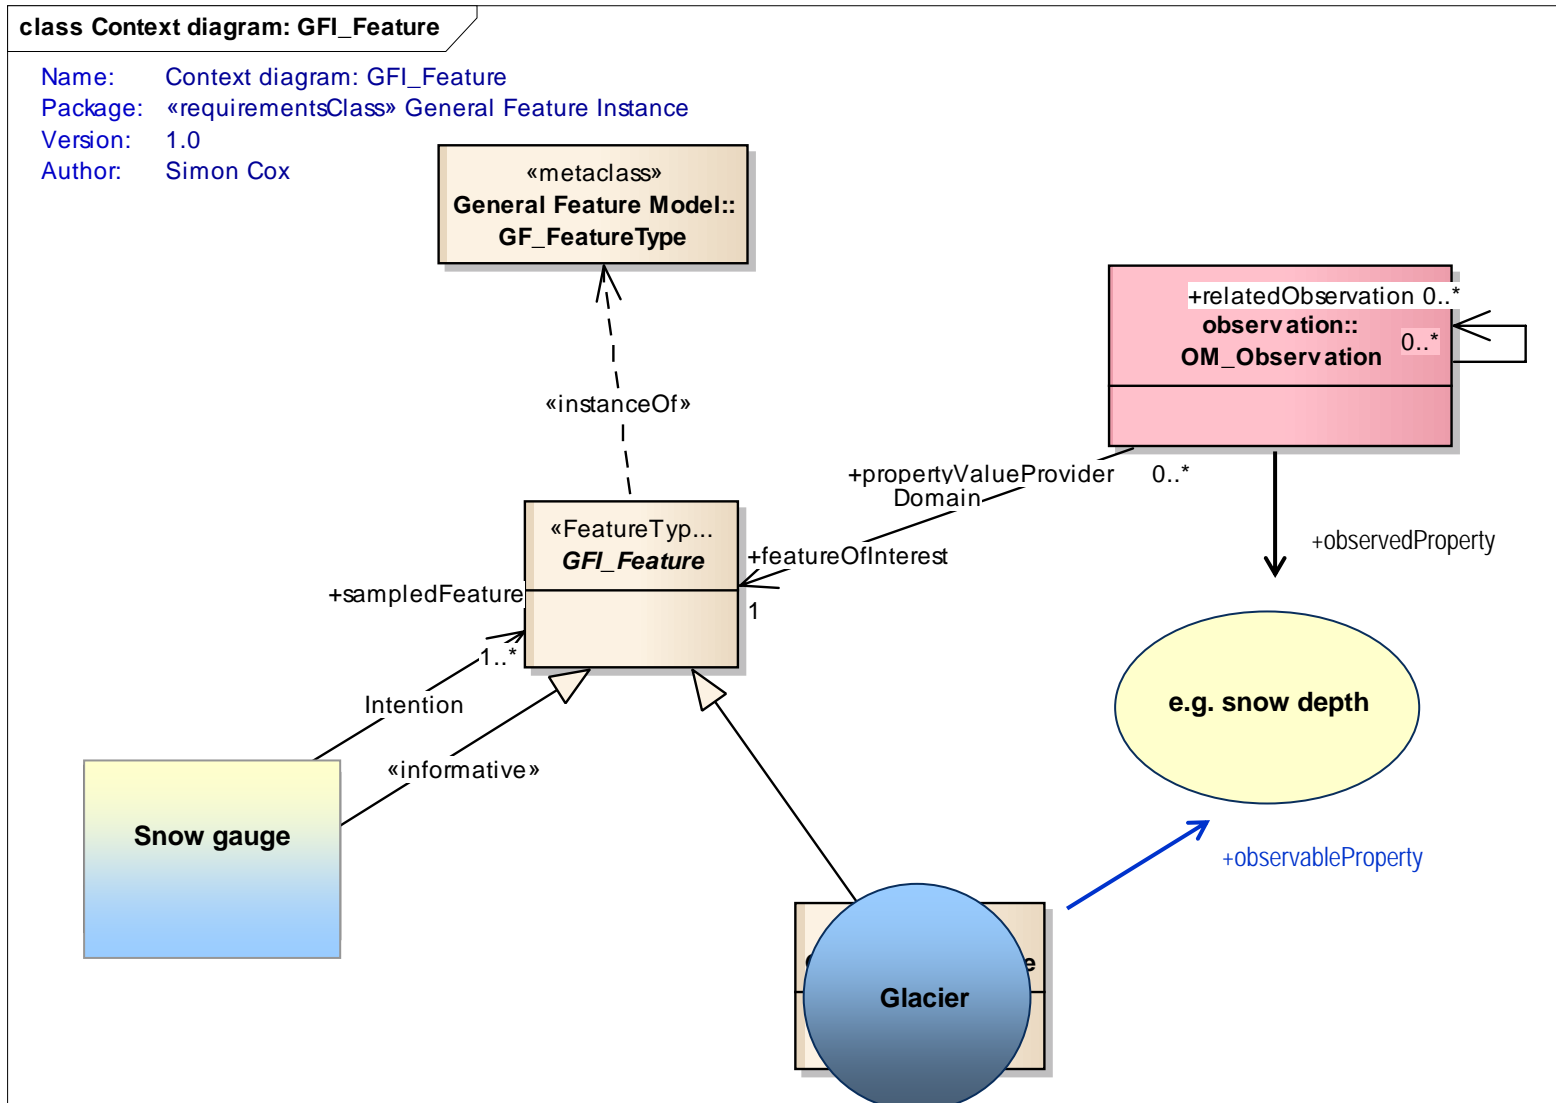 class Context diagram: GFI_Feature
Name: Context diagram: GFI_Feature
Package: «requirementsClass» General Feature Instance
Version: 1.0
Author: Simon Cox
«metaclass»
General Feature Model::
GF_FeatureType
+relatedObservation 0..*
observation::
OM_Observation
0..*
«instanceOf»
+propertyValueProvider
0..*
Domain
«FeatureTyp...
GFI_Feature
+featureOfInterest
1
+observedProperty
+sampledFeature
1..*
Intention
«informative»
e.g. snow depth
Snow gauge
+observableProperty
Glacier